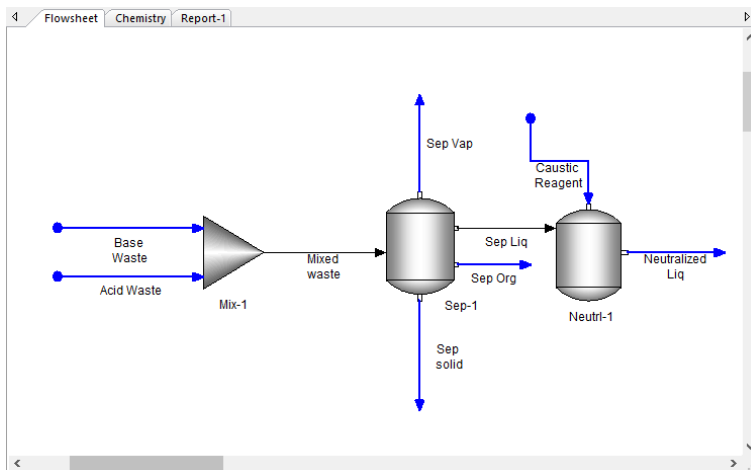 Flowsheet Chemistry Report-1
Sep Vap
Caustic
Reagent
Base
Waste
Acid Waste
Mix-1
Mixed
waste
Sep Liq
Sep Org
Sep-1
Neutralized
Liq
Neutrl-1
Sep
solid